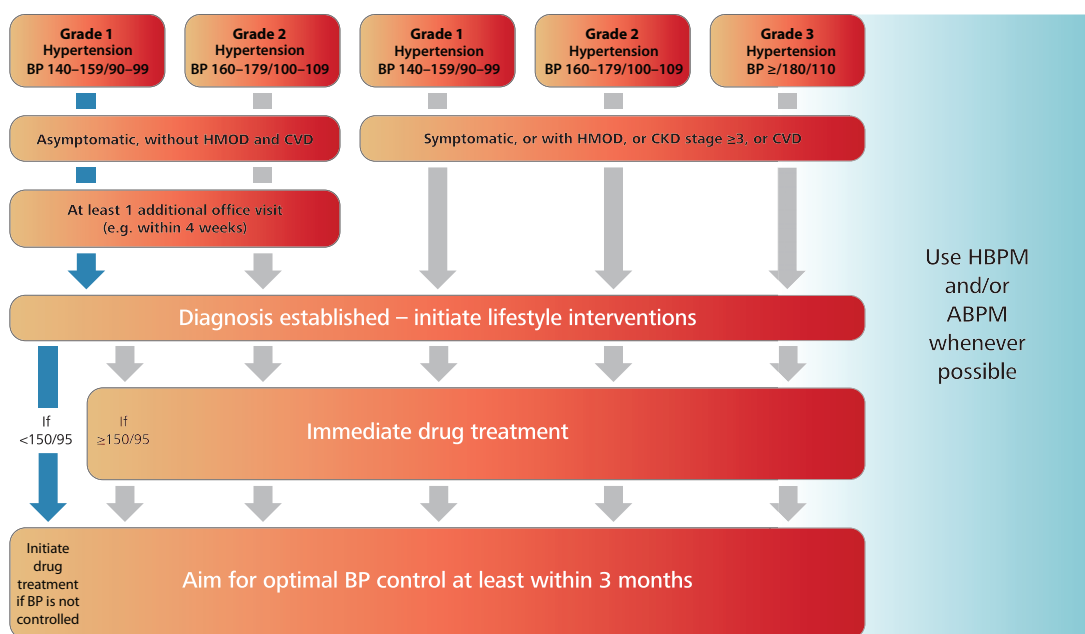 Grade 1
Hypertension
BP 140–159/90–99
Grade 2
Hypertension
BP 160–179/100–109
Grade 1
Hypertension
BP 140–159/90–99
Grade 2
Hypertension
BP 160–179/100–109
Grade 3
Hypertension
BP ≥/180/110
Asymptomatic, without HMOD and CVD
Symptomatic, or with HMOD, or CKD stage ≥3, or CVD
At least 1 additional office visit
(e.g. within 4 weeks)
Diagnosis established – initiate lifestyle interventions
If
<150/95
If
≥150/95
Immediate drug treatment
Initiate
drug
treatment
if BP is not
controlled
Aim for optimal BP control at least within 3 months
Use HBPM
and/or
ABPM
whenever
possible